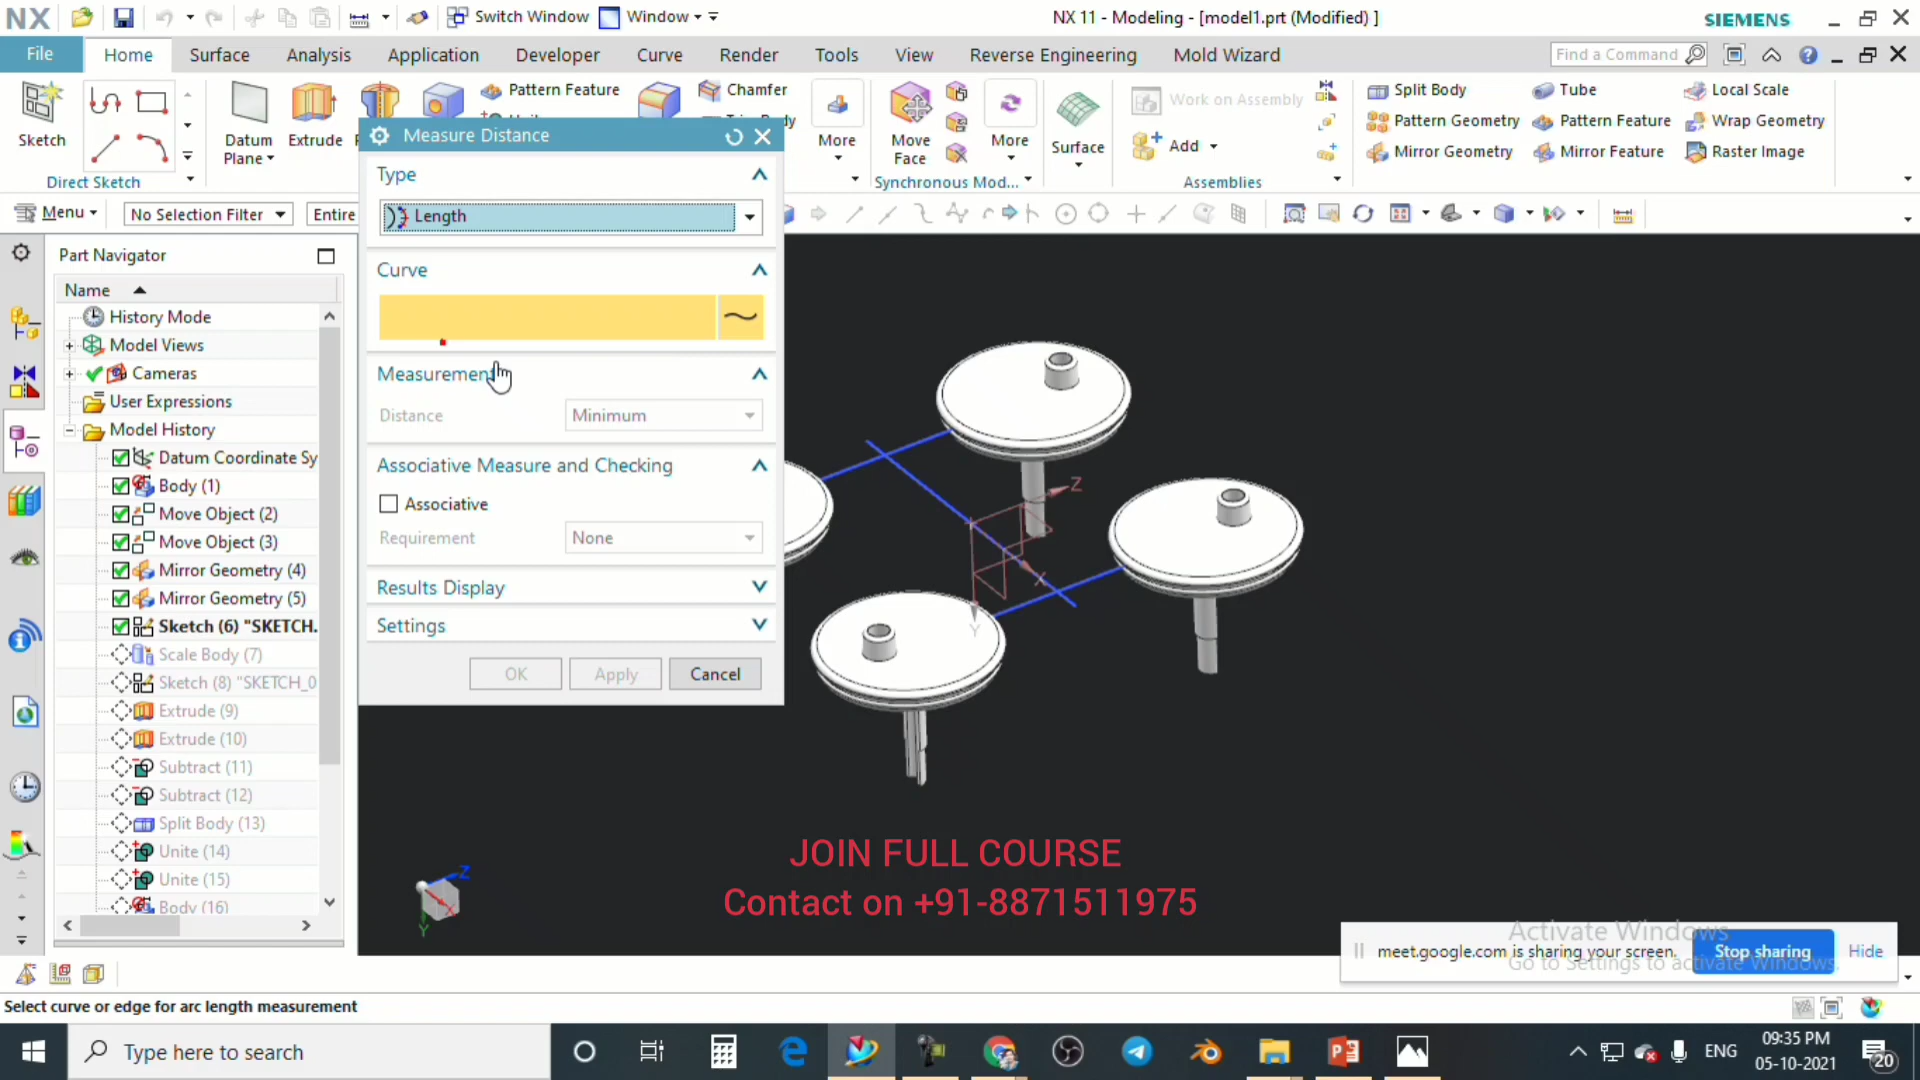 NX
Switch Window Window
NX 11 - Modeling - [model1.prt (Modified) ]
SIEMENS
File Home Surface Analysis Application Developer Curve Render Tools View Reverse Engineering Mold Wizard
Find a Command
Sketch
Direct Sketch
Datum Plane
Extrude
Pattern Feature
Chamfer
More
Move Face
More
Surface
Synchronous Mod...
Work on Assembly
Add
Assemblies
Split Body Tube Local Scale
Pattern Geometry Pattern Feature Wrap Geometry
Mirror Geometry Mirror Feature Raster Image
Menu No Selection Filter Entire
Part Navigator
Name
History Mode
Model Views
Cameras
User Expressions
Model History
Datum Coordinate Sy
Body (1)
Move Object (2)
Move Object (3)
Mirror Geometry (4)
Mirror Geometry (5)
Sketch (6) "SKETCH.
Scale Body (7)
Sketch (8) "SKETCH_0
Extrude (9)
Extrude (10)
Subtract (11)
Subtract (12)
Split Body (13)
Unite (14)
Unite (15)
Body (16)
Measure Distance
Type
Length
Curve
Measurement
Distance Minimum
Associative Measure and Checking
Associative
Requirement None
Results Display
Settings
OK Apply Cancel
Z
X
Y
Z
X
Y
JOIN FULL COURSE
Contact on +91-8871511975
Activate Windows
Go to Settings to activate Windows.
meet.google.com is sharing your screen. Stop sharing Hide
Select curve or edge for arc length measurement
Type here to search
ENG
09:35 PM
05-10-2021
20